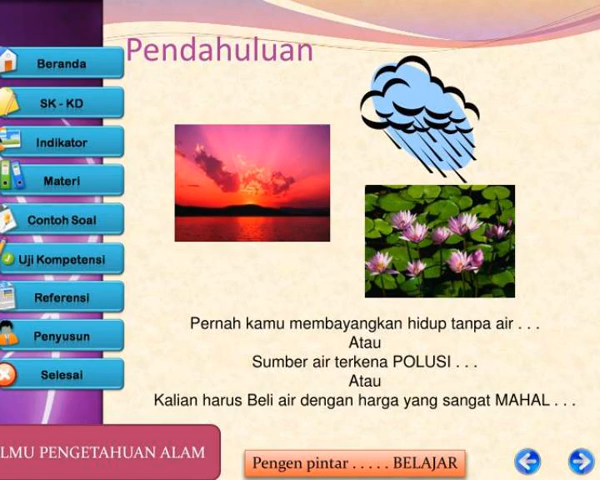 Pendahuluan
Beranda
SK - KD
Indikator
Materi
Contoh Soal
Uji Kompetensi
Referensi
Penyusun
Selesai
Pernah kamu membayangkan hidup tanpa air . . .
Atau
Sumber air terkena POLUSI . . .
Atau
Kalian harus Beli air dengan harga yang sangat MAHAL . . .
LMU PENGETAHUAN ALAM
Pengen pintar . . . . . BELAJAR